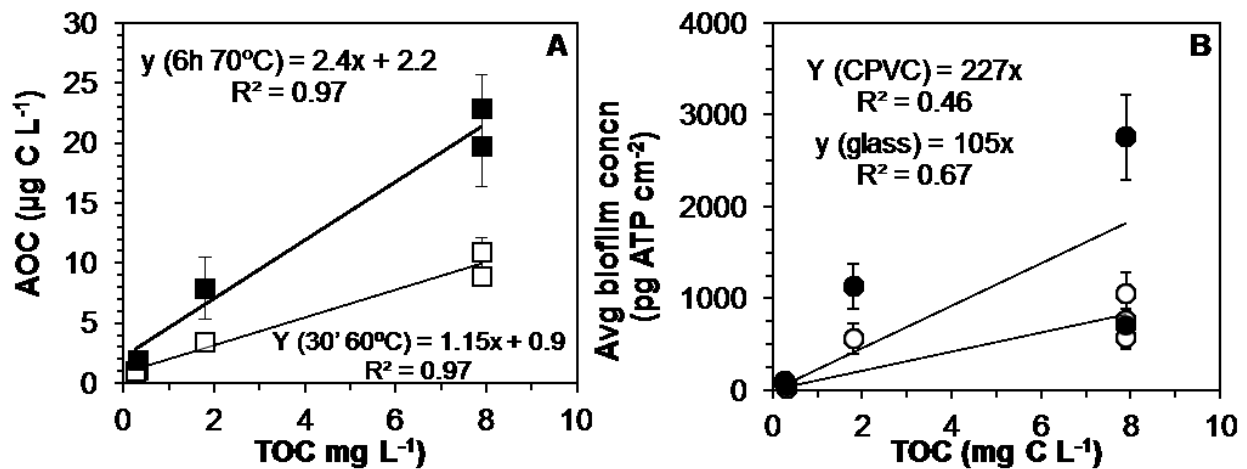 A
y (6h 70ºC) = 2.4x + 2.2
R² = 0.97
Y (30' 60ºC) = 1.15x + 0.9
R² = 0.97
AOC (µg C L⁻¹)
30
25
20
15
10
5
0
0 2 4 6 8 10
TOC mg L⁻¹)
B
Y (CPVC) = 227x
R² = 0.46
y (glass) = 105x
R² = 0.67
Avg biofilm concn
(pg ATP cm⁻²)
4000
3000
2000
1000
0
0 2 4 6 8 10
TOC (mg C L⁻¹)